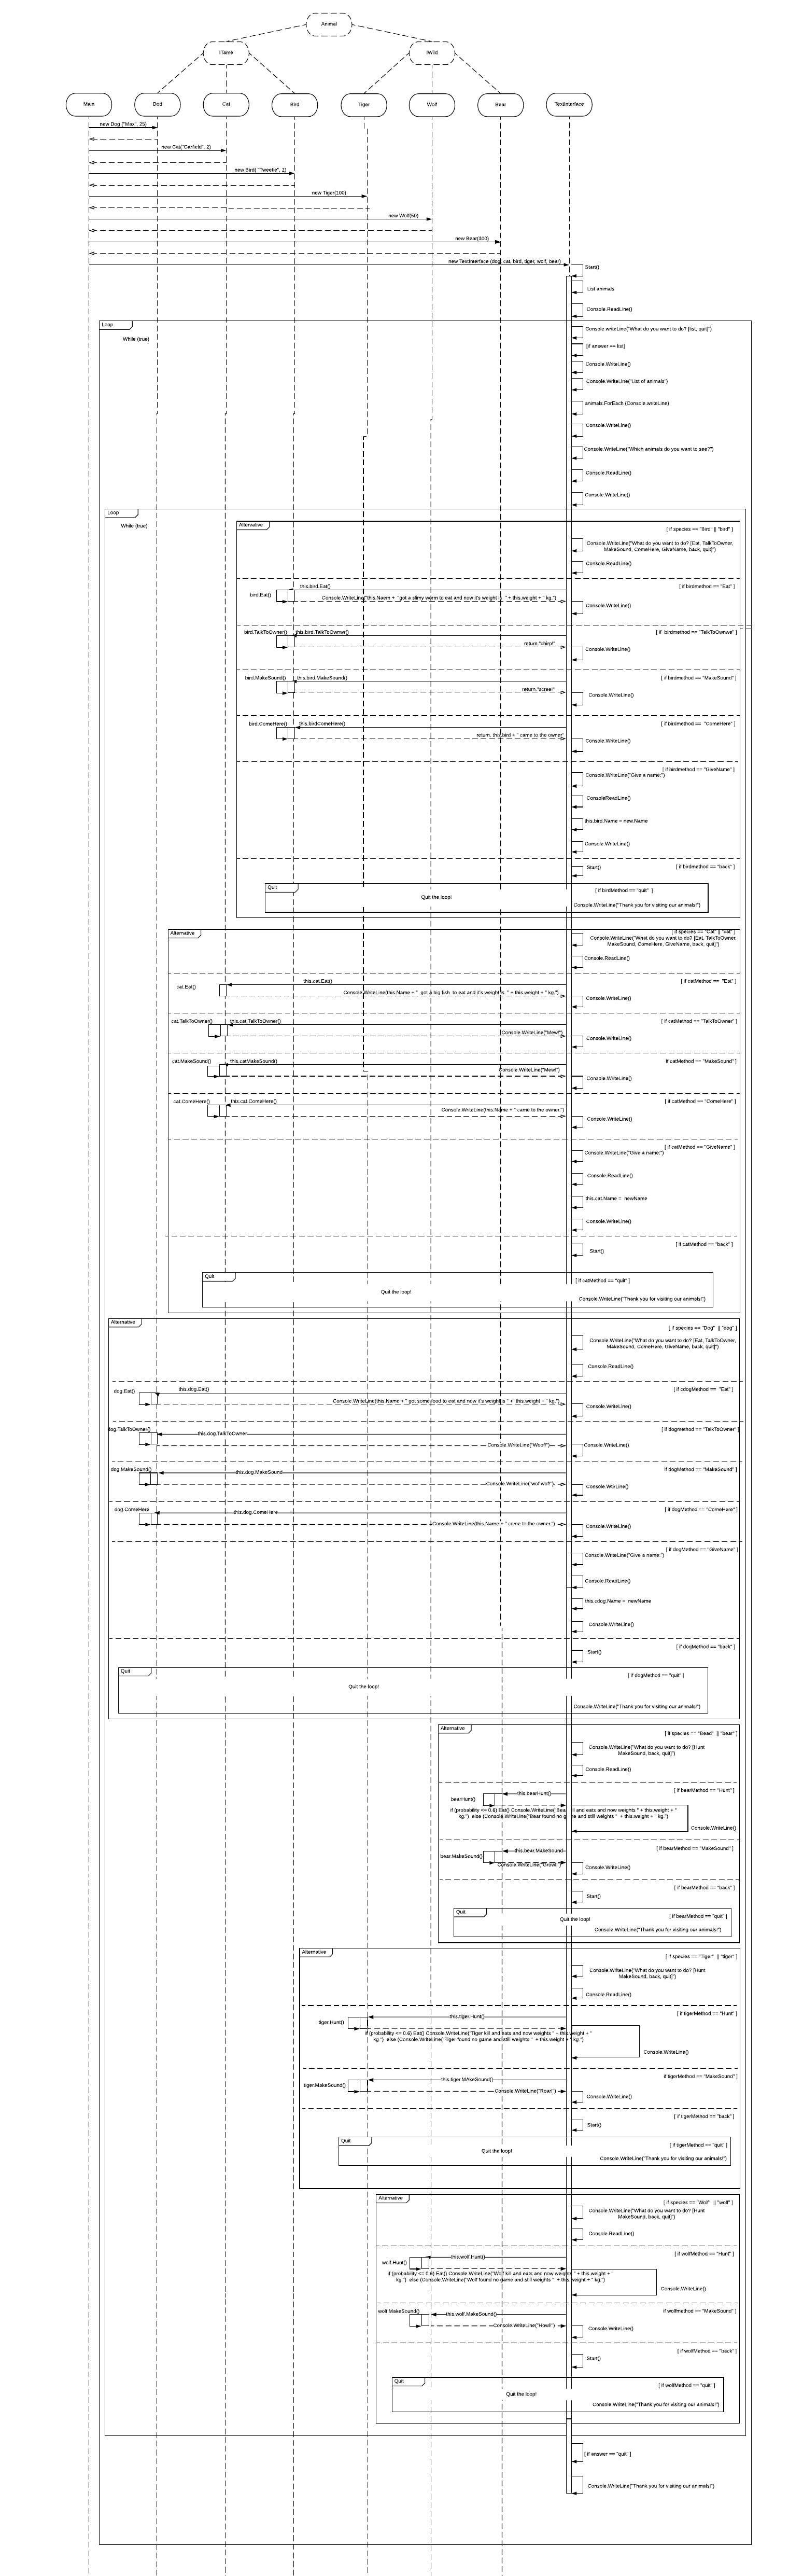 Animal
ITame
IWild
Main
Dod
Cat
Bird
Tiger
Wolf
Bear
TextInterface
new Dog ("Max", 25)
new Cat("Garfield", 2)
new Bird( "Tweetie", 2)
new Tiger(100)
new Wolf(50)
new Bear(300)
new TextInterface (dog, cat, bird, tiger, wolf, bear)
Start()
List animals
Console.ReadLine()
Loop
While (true)
Console.writeLine("What do you want to do? [list, quit]")
[if answer == list]
Console.WriteLine()
Console.WriteLine("List of animals")
animals.ForEach (Console.writeLine)
Console.WriteLine()
Console.WriteLine("Which animals do you want to see?")
Console.ReadLine()
Console.WriteLine()
Loop
While (true)
Alternative
[ if species == "Bird" || "bird" ]
Console.WriteLine("What do you want to do? [Eat, TalkToOwner,
MakeSound, ComeHere, GiveName, back, quit]")
Console.ReadLine()
[ if birdmethod == "Eat" ]
this.bird.Eat()
bird.Eat()
Console.WriteLine("this.Naem + "got a slimy worm to eat and now it's weight is " + this.weight + " kg.")
Console.WriteLine()
[ if birdmethod == "TalkToOwnwe" ]
bird.TalkToOwner()
this.bird.TalkToOwnwer()
return."chirp!"
Console.WriteLine()
[ if birdmethod == "MakeSound" ]
bird.MakeSound()
this.bird.MakeSound()
return."scree!"
Console.WriteLine()
[ if birdmethod == "ComeHere" ]
bird.ComeHere()
this.birdComeHere()
return. this.bird + " came to the owner"
Console.WriteLine()
[ if birdmethod == "GiveName" ]
Console.WriteLine("Give a name:")
ConsoleReadLine()
this.bird.Name = new.Name
Console.WriteLine()
[ if birdmethod == "back" ]
Start()
Quit
[ if birdMethod == "quit" ]
Quit the loop!
Console.WriteLine("Thank you for visiting our animals!")
Alternative
[ if species == "Cat" || "cat" ]
Console.WriteLine("What do you want to do? [Eat, TalkToOwner,
MakeSound, ComeHere, GiveName, back, quit]")
Console.ReadLine()
[ if catMethod == "Eat" ]
this.cat.Eat()
cat.Eat()
Console.WriteLine(this.Name + " got a big fish to eat and it's weight is " + this.weight + " kg.")
Console.WriteLine()
[ if catMethod == "TalkToOwner" ]
cat.TalkToOwner()
this.cat.TalkToOwner()
Console.WriteLine("Mew!")
Console.WriteLine()
if catMethod == "MakeSound" ]
cat.MakeSound()
this.catMakeSound()
Console.WriteLine("Mew!")
Console.WriteLine()
[ if catMethod == "ComeHere" ]
cat.ComeHere()
this.cat.ComeHere()
Console.WriteLine(this.Name + " came to the owner.")
Console.WriteLine()
[ if catMethod == "GiveName" ]
Console.WriteLine("Give a name:")
Console.ReadLine()
this.cat.Name = newName
Console.WriteLine()
[ if catMethod == "back" ]
Start()
Quit
[ if catMethod == "quit" ]
Quit the loop!
Console.WriteLine("Thank you for visiting our animals!")
Alternative
[ if species == "Dog" || "dog" ]
Console.WriteLine("What do you want to do? [Eat, TalkToOwner,
MakeSound, ComeHere, GiveName, back, quit]")
Console.ReadLine()
[ if cdogMethod == "Eat" ]
this.dog.Eat()
dog.Eat()
Console.WriteLine(this.Name + " got some food to eat and now it's weight is " + this.weight + " kg.")
Console.WriteLine()
[ if dogmethod == "TalkToOwner" ]
dog.TalkToOwner()
this.dog.TalkToOwner
Console.WriteLine("Woof!")
Console.WriteLine()
if dogMethod == "MakeSound" ]
dog.MakeSound()
this.dog.MakeSound
Console.WriteLine("wof wof!")
Console.WitirLine()
[ if dogMethod == "ComeHere" ]
dog.ComeHere
this.dog.ComeHere
Console.WriteLine(this.Name + " come to the owner.")
Console.WriteLine()
[ if dogMethod == "GiveName" ]
Console.WriteLine("Give a name:")
Console.ReadLine()
this.cdog.Name = newName
Console.WriteLine()
[ if dogMethod == "back" ]
Start()
Quit
[ if dogMethod == "quit" ]
Quit the loop!
Console.WriteLine("Thank you for visiting our animals!")
Alternative
[ if species == "Bead" || "bear" ]
Console.WriteLine("What do you want to do? [Hunt
MakeSound, back, quit]")
Console.ReadLine()
[ if bearMethod == "Hunt" ]
this.bearHunt()
bearHunt()
if (probability <= 0.6) Eat() Console.WriteLine("Bear kill and eats and now weights " + this.weight + "
kg.") else (Console.WriteLine("Bear found no game and still weights " + this.weight + " kg.")
Console.WriteLine()
[ if bearMethod == "MakeSound" ]
this.bear.MakeSound
bear.MakeSound()
Console.WriteLine("Growl!")
Console.WriteLine()
[ if bearMethod == "back" ]
Start()
Quit
[ if bearMethod == "quit" ]
Quit the loop!
Console.WriteLine("Thank you for visiting our animals!")
Alternative
[ if species == "Tiger" || "tiger" ]
Console.WriteLine("What do you want to do? [Hunt
MakeSound, back, quit]")
Console.ReadLine()
[ if tigerMethod == "Hunt" ]
this.tiger.Hunt()
tiger.Hunt()
if (probability <= 0.6) Eat() Console.WriteLine("Tiger kill and eats and now weights " + this.weight + "
kg.") else (Console.WriteLine("Tiger found no game and still weights " + this.weight + " kg.")
Console.WriteLine()
if tigerMethod == "MakeSound" ]
this.tiger.MAkeSound()
tiger.MakeSound()
Console.WriteLine("Roar!")
Console.WriteLine()
[ if tigerMethod == "back" ]
Start()
Quit
[ if tigerMethod == "quit" ]
Quit the loop!
Console.WriteLine("Thank you for visiting our animals!")
Alternative
[ if species == "Wolf" || "wolf" ]
Console.WriteLine("What do you want to do? [Hunt
MakeSound, back, quit]")
Console.ReadLine()
[ if wolfMethod == "Hunt" ]
this.wolf.Hunt()
wolf.Hunt()
if (probability <= 0.6) Eat() Console.WriteLine("Wolf kill and eats and now weights " + this.weight + "
kg.") else (Console.WriteLine("Wolf found no game and still weights " + this.weight + " kg.")
Console.WriteLine()
if wolfmethod == "MakeSound" ]
wolf.MakeSound()
this.wolf.MakeSound()
Console.WriteLine("Howl!")
Console.WriteLine()
[ if wolfMethod == "back" ]
Start()
Quit
[ if wolfMethod == "quit" ]
Quit the loop!
Console.WriteLine("Thank you for visiting our animals!")
[ if answer == "quit" ]
Console.WriteLine("Thank you for visiting our animals!")